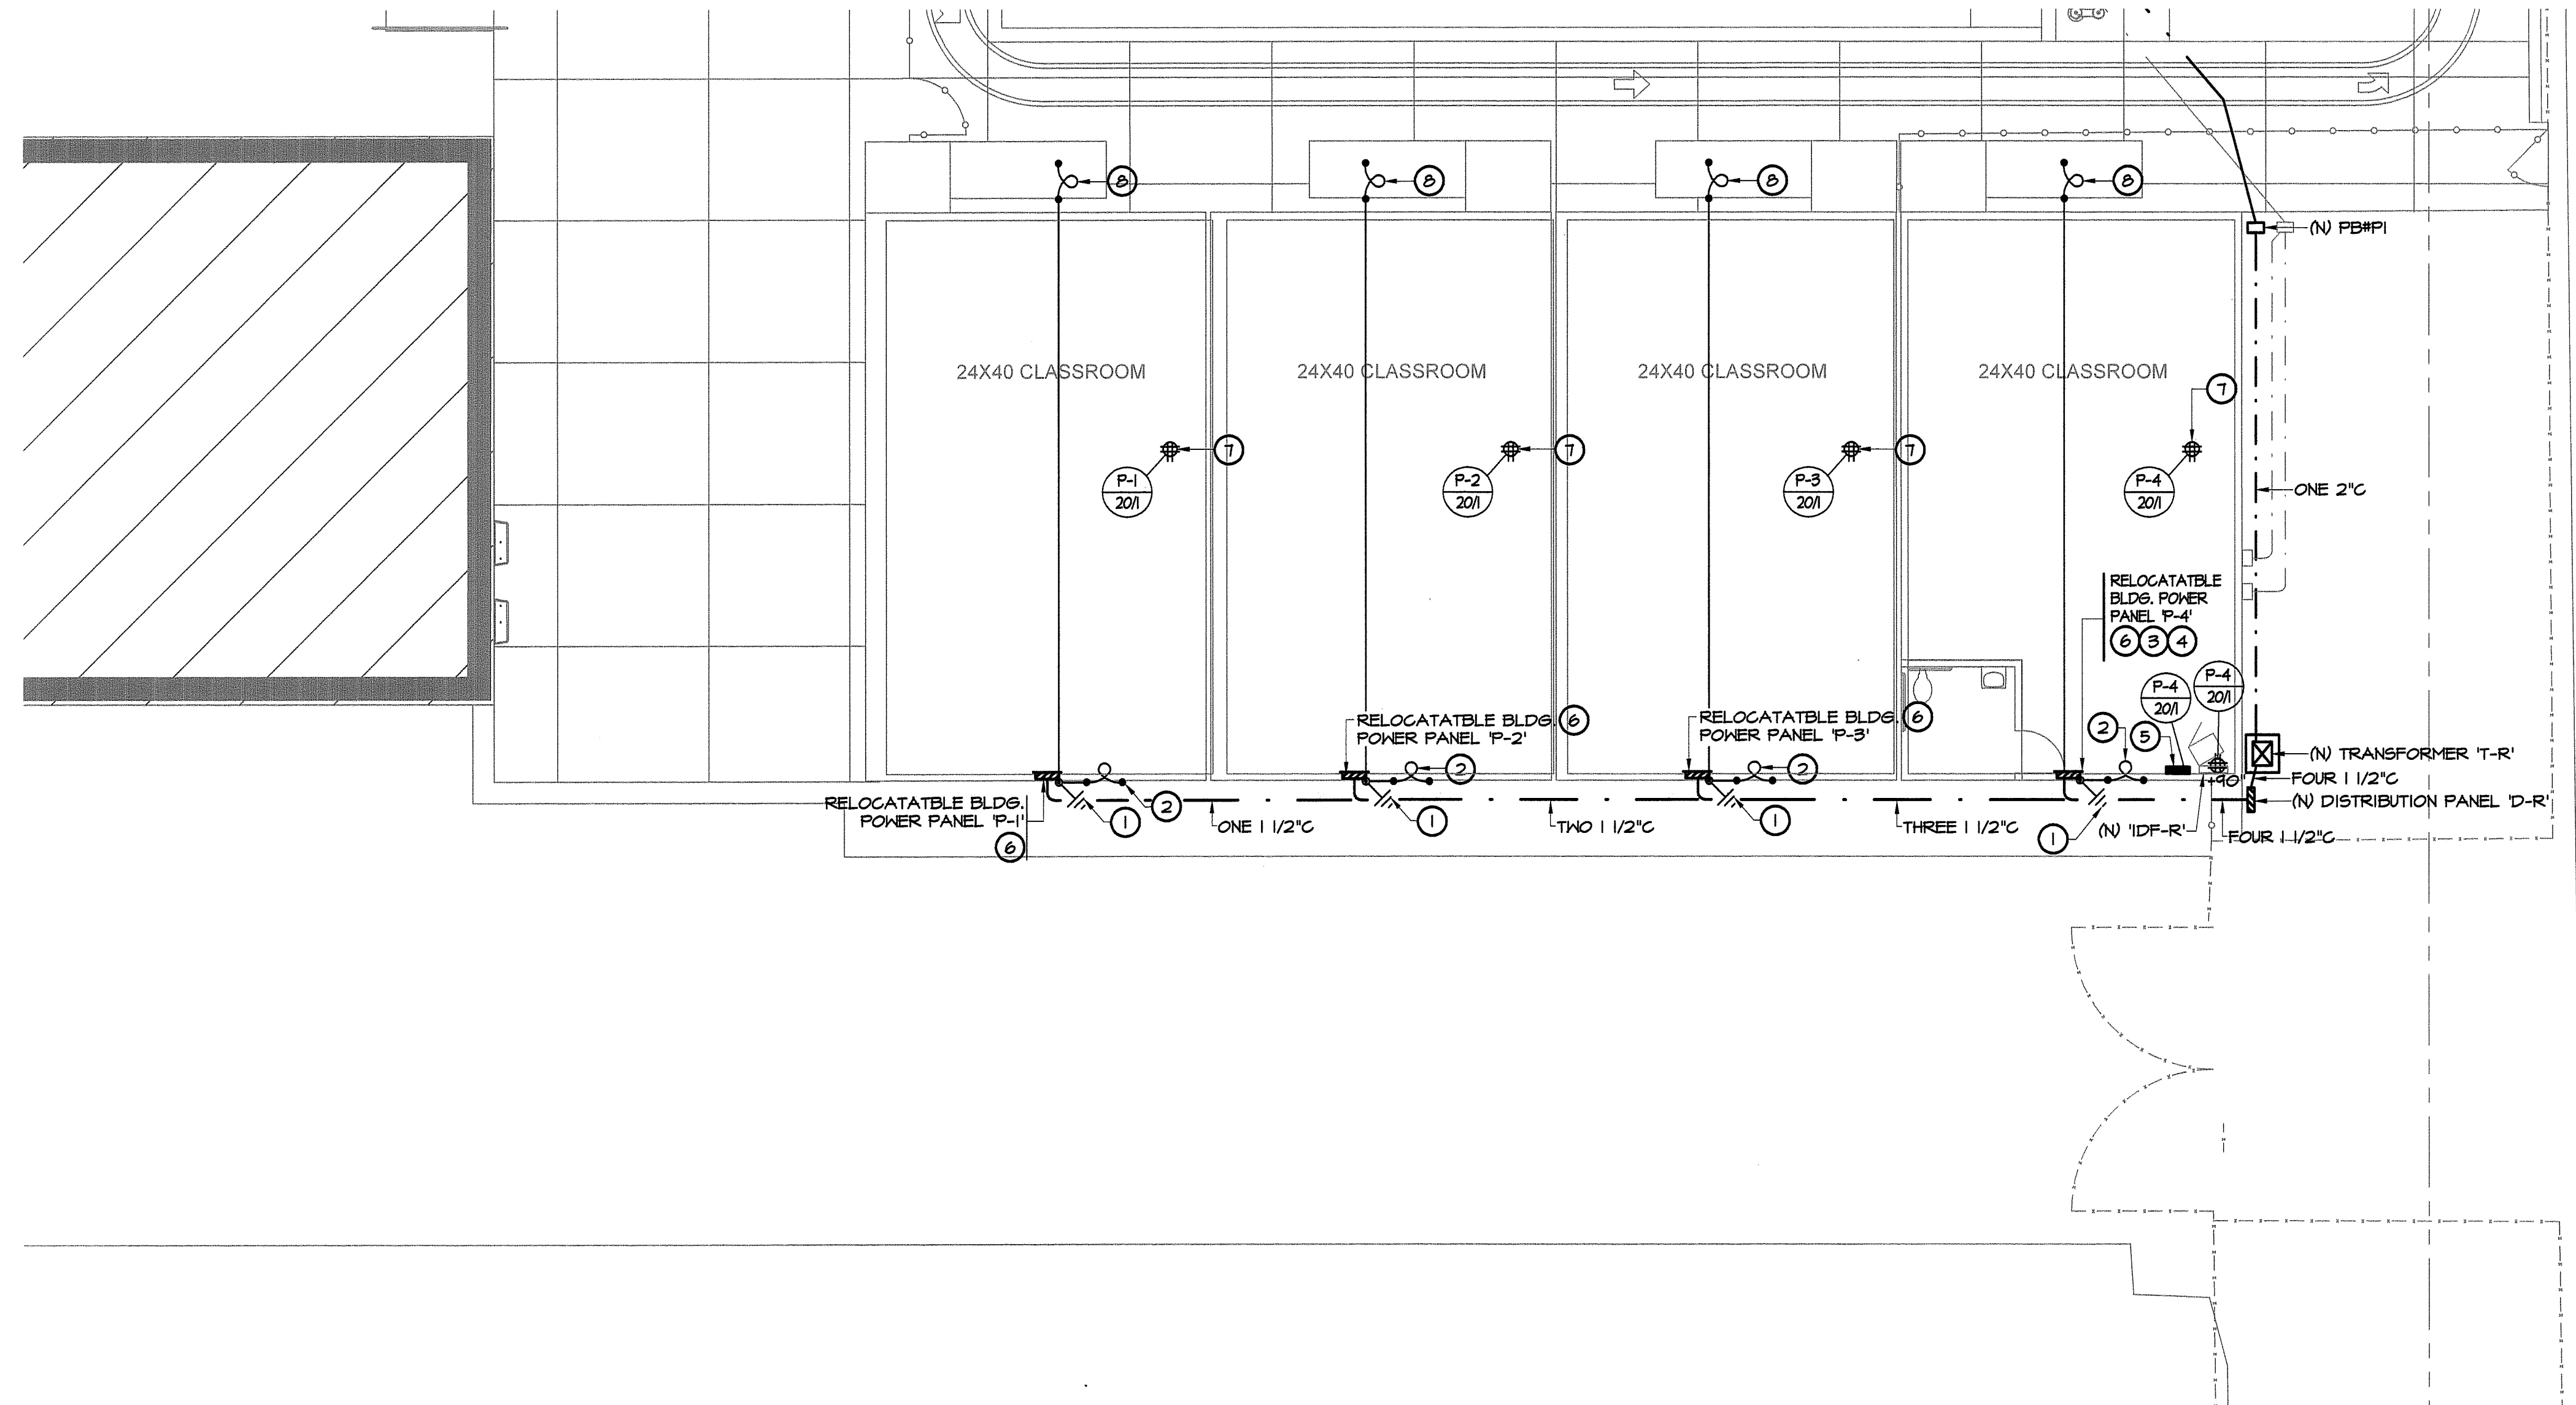 8
8
8
8
(N) PB#P1
24X40 CLASSROOM
24X40 CLASSROOM
24X40 CLASSROOM
24X40 CLASSROOM
7
7
7
7
P-1
20/1
P-2
20/1
P-3
20/1
P-4
20/1
ONE 2"C
RELOCATATBLE
BLDG. POWER
PANEL 'P-4'
6 3 4
P-4
20/1
P-4
20/1
RELOCATATBLE BLDG. 6
POWER PANEL 'P-2'
RELOCATATBLE BLDG. 6
POWER PANEL 'P-3'
2
5
(N) TRANSFORMER 'T-R'
2
2
+90"
FOUR 1 1/2"C
RELOCATATBLE BLDG.
POWER PANEL 'P-1'
6
2
(N) DISTRIBUTION PANEL 'D-R'
1
ONE 1 1/2"C
1
TWO 1 1/2"C
1
THREE 1 1/2"C
1
(N) 'IDF-R'
FOUR 1 1/2"C